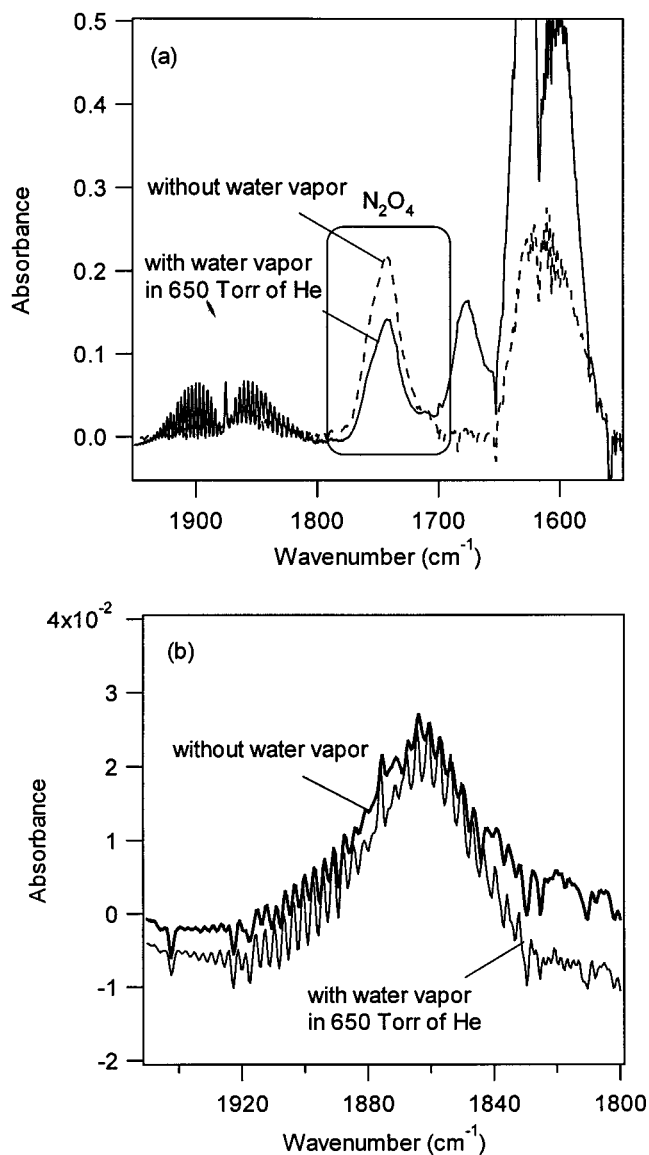 (a)
0.5
0.4
0.3
0.2
0.1
0.0
Absorbance
without water vapor
N₂O₄
with water vapor
in 650 Torr of He
1900
1800
1700
1600
Wavenumber (cm⁻¹)
(b)
4x10⁻²
3
2
1
0
-1
-2
Absorbance
without water vapor
with water vapor
in 650 Torr of He
1920
1880
1840
1800
Wavenumber (cm⁻¹)